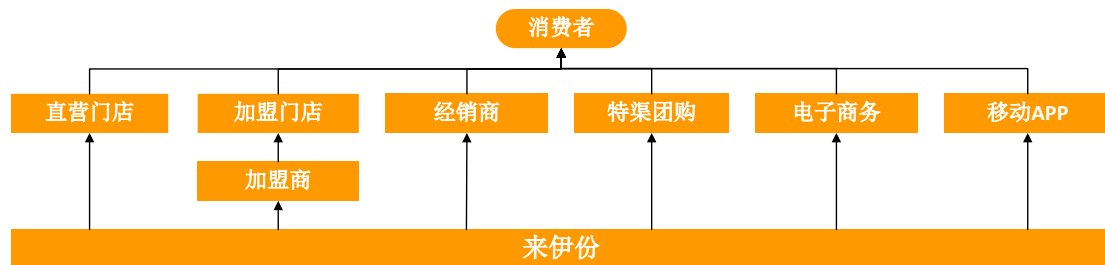 消费者
直营门店
加盟门店
经销商
特渠团购
电子商务
移动APP
加盟商
来伊份